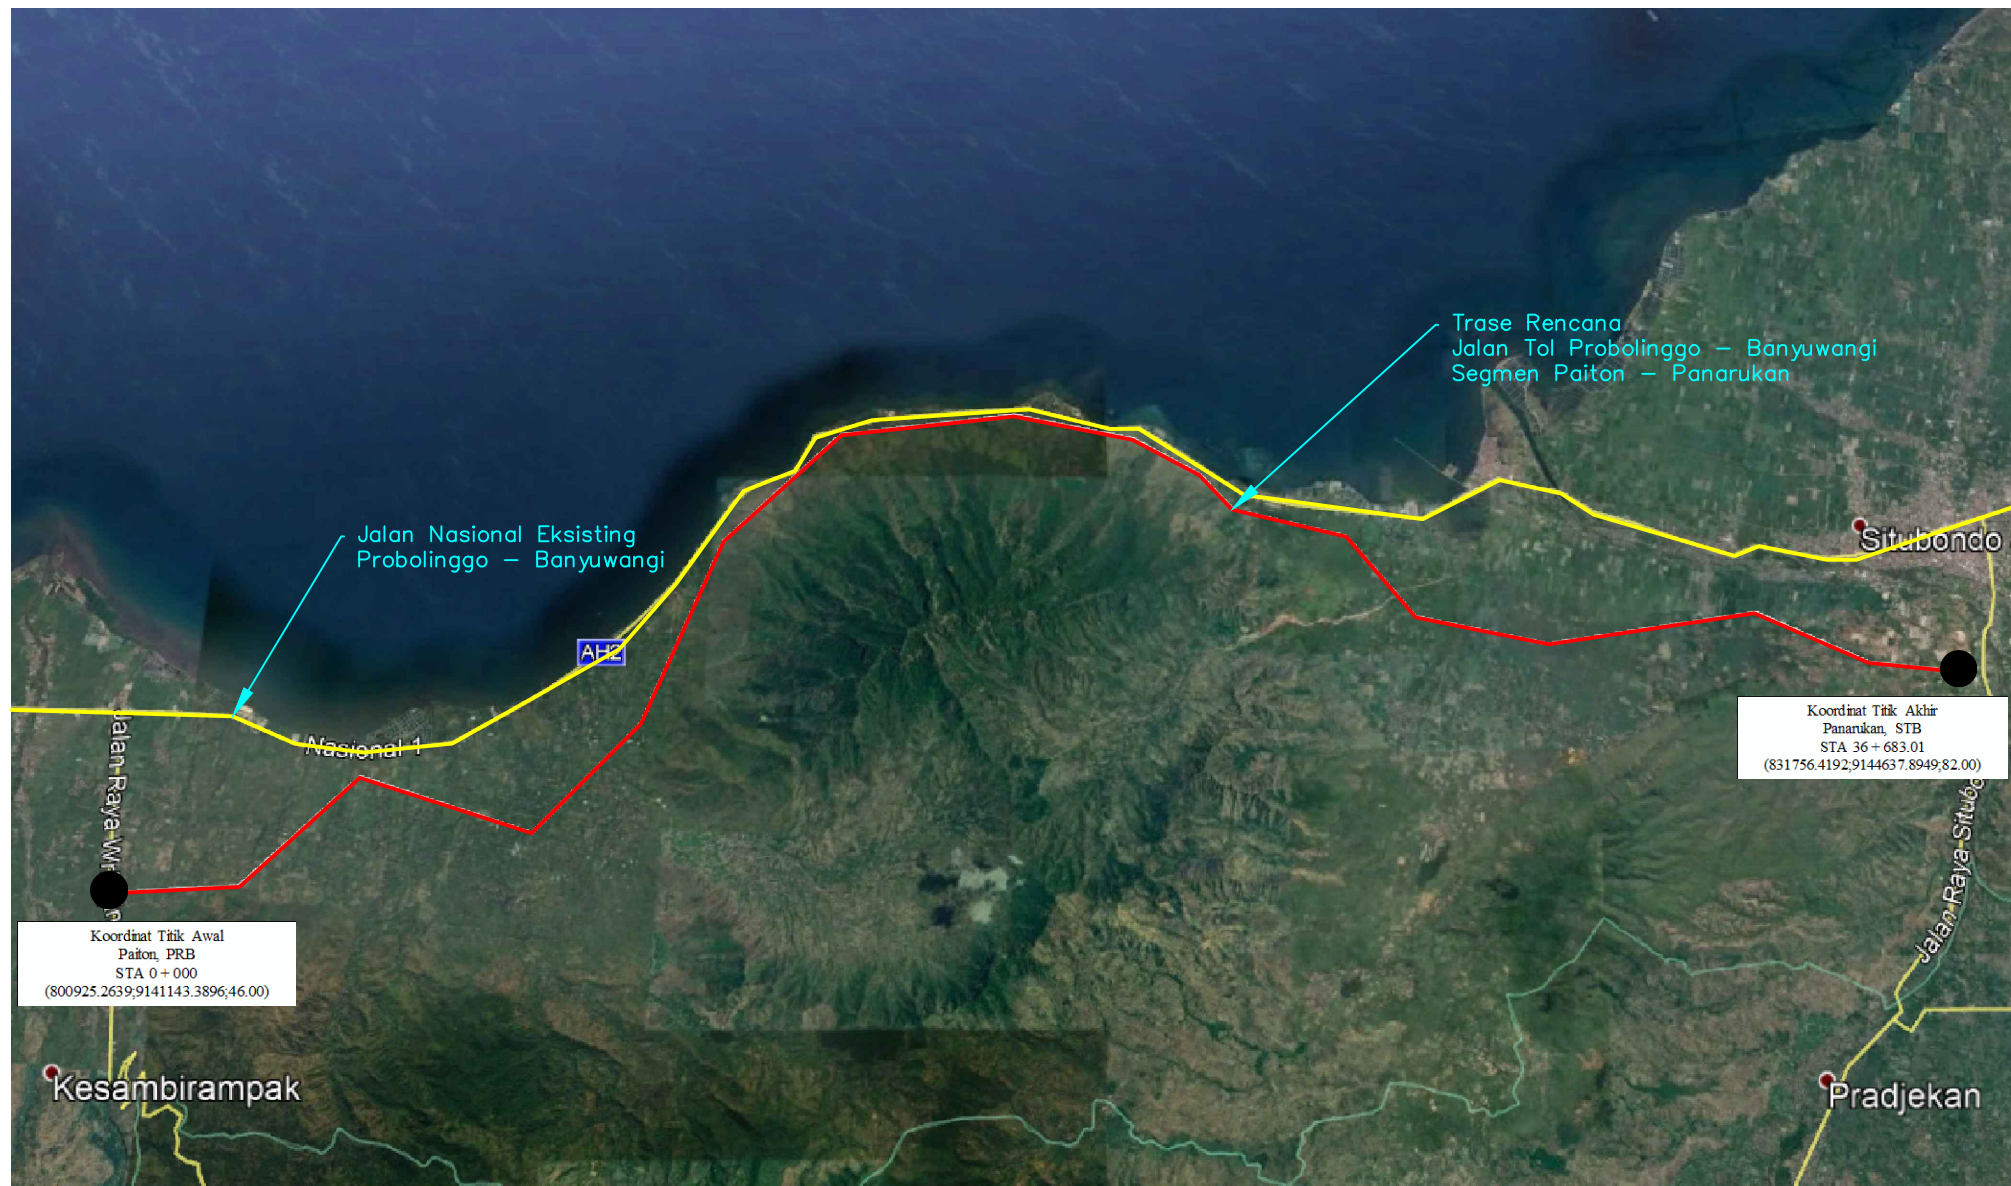 Trase Rencana
Jalan Tol Probolinggo – Banyuwangi
Segmen Paiton – Panarukan
Jalan Nasional Eksisting
Probolinggo – Banyuwangi
Situbondo
AH2
Nasional 1
Jalan Raya
Koordinat Titik Akhir
Panarukan, STB
STA 36 + 683.01
(831756.4192;9144637.8949;82.00)
Jalan Raya
Koordinat Titik Awal
Paiton, PRB
STA 0 + 000
(800925.2639;9141143.3896;46.00)
Kesambirampak
Pradjekan